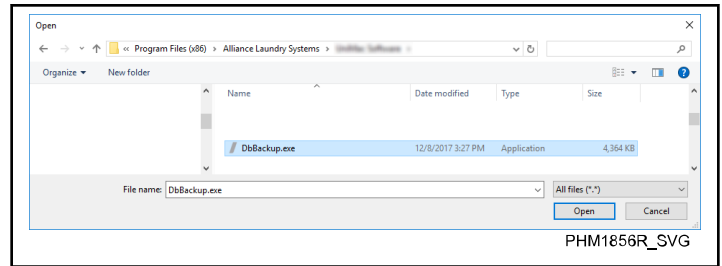 Open
« Program Files (x86) › Alliance Laundry Systems ›
Organize New folder
Name Date modified Type Size
DbBackup.exe 12/8/2017 3:27 PM Application 4,364 KB
File name: DbBackup.exe All files (*.*)
Open Cancel
PHM1856R_SVG